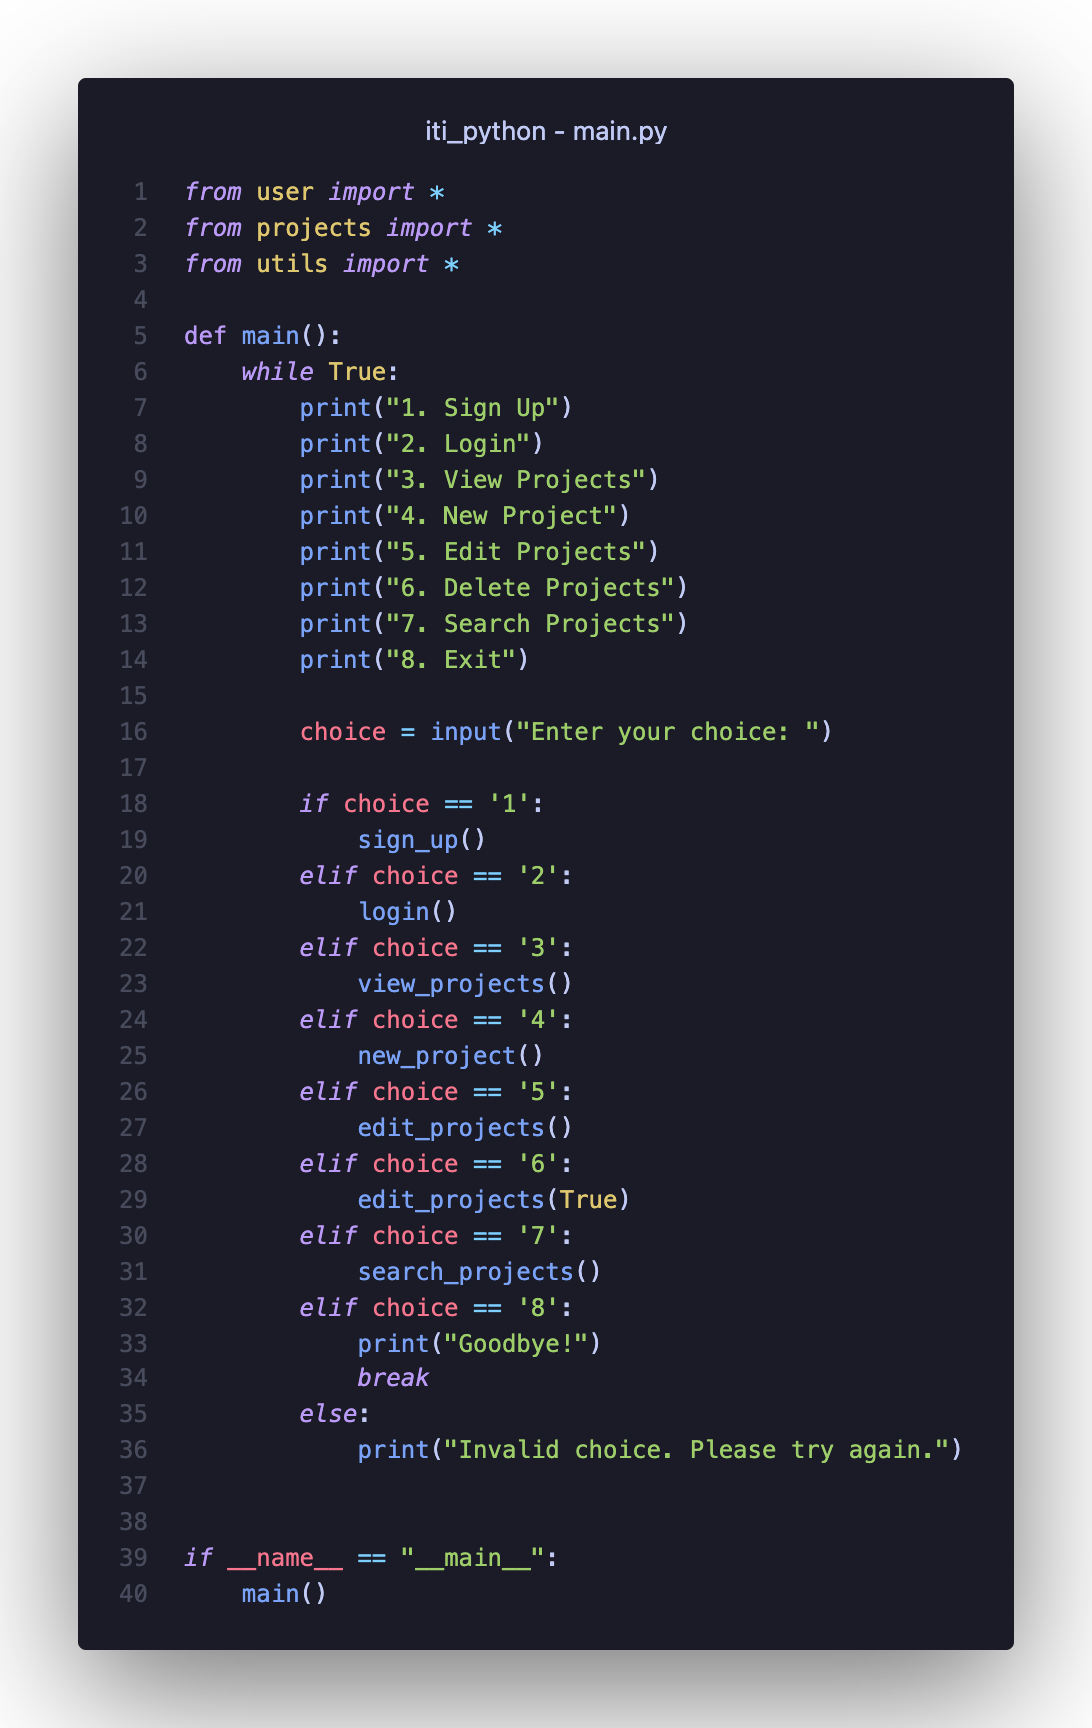 iti_python - main.py
1 from user import *
2 from projects import *
3 from utils import *
4
5 def main():
6     while True:
7         print("1. Sign Up")
8         print("2. Login")
9         print("3. View Projects")
10         print("4. New Project")
11         print("5. Edit Projects")
12         print("6. Delete Projects")
13         print("7. Search Projects")
14         print("8. Exit")
15
16         choice = input("Enter your choice: ")
17
18         if choice == '1':
19             sign_up()
20         elif choice == '2':
21             login()
22         elif choice == '3':
23             view_projects()
24         elif choice == '4':
25             new_project()
26         elif choice == '5':
27             edit_projects()
28         elif choice == '6':
29             edit_projects(True)
30         elif choice == '7':
31             search_projects()
32         elif choice == '8':
33             print("Goodbye!")
34             break
35         else:
36             print("Invalid choice. Please try again.")
37
38
39 if __name__ == "__main__":
40     main()